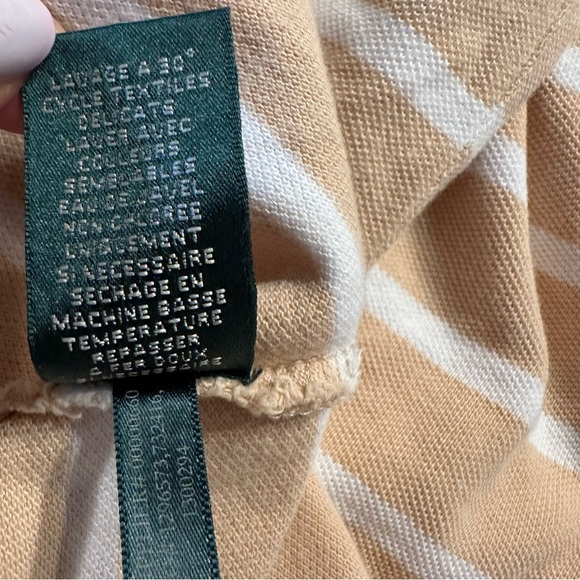 LAVAGE A 30°
CYCLE TEXTILES
DELICATS
LAVER AVEC
COULEURS
SEMBLABLES
EAU DE JAVEL
NON CHLOREE
UNIQUEMENT
SI NECESSAIRE
SECHAGE EN
MACHINE BASSE
TEMPERATURE
REPASSER
A FER DOUX
1300294